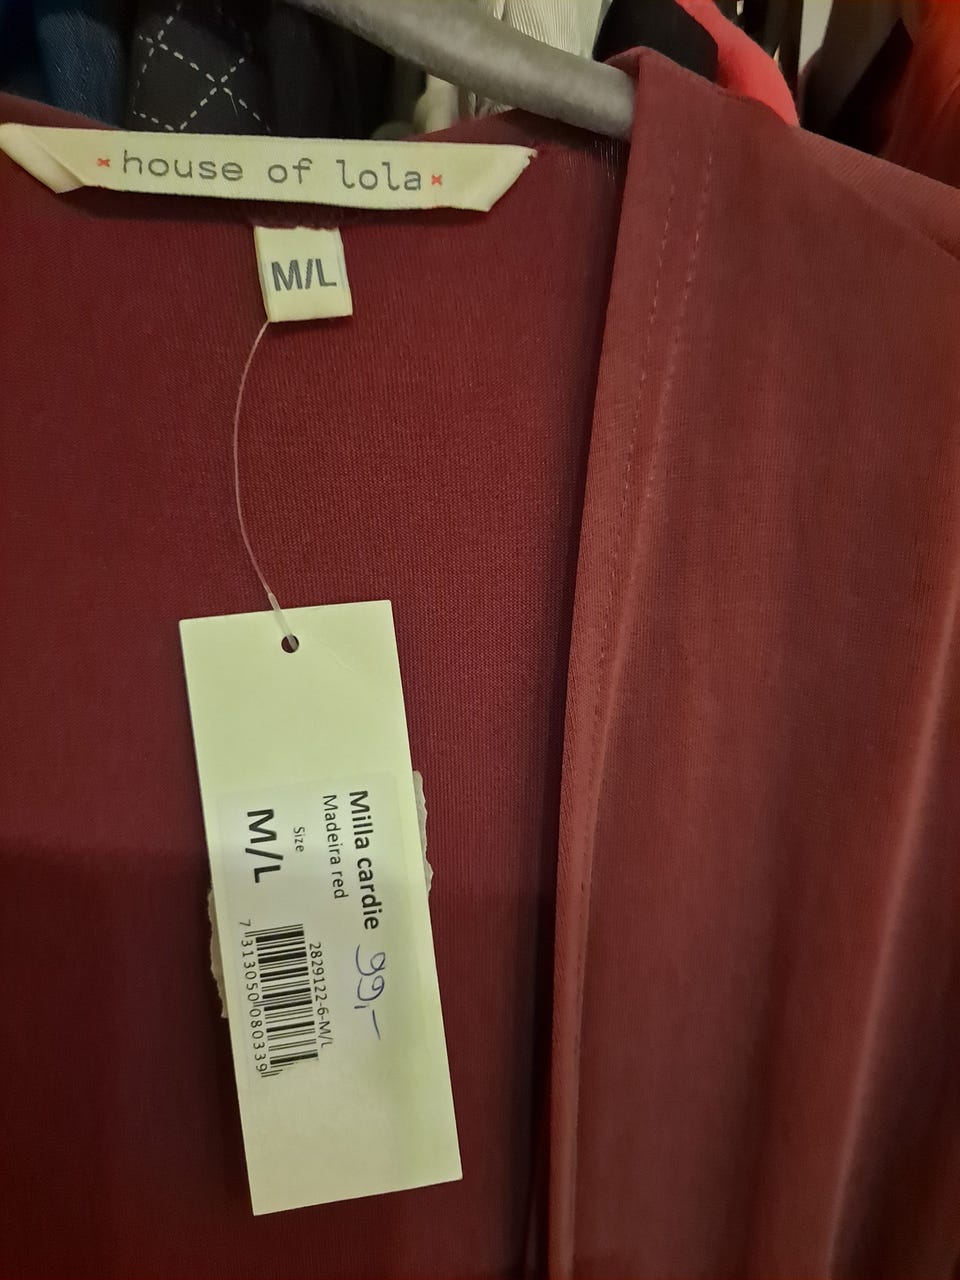 × house of lola ×
M/L
Milla cardie 99,-
Madeira red
Size
M/L
2829122-6-M/L
7 313050 080339